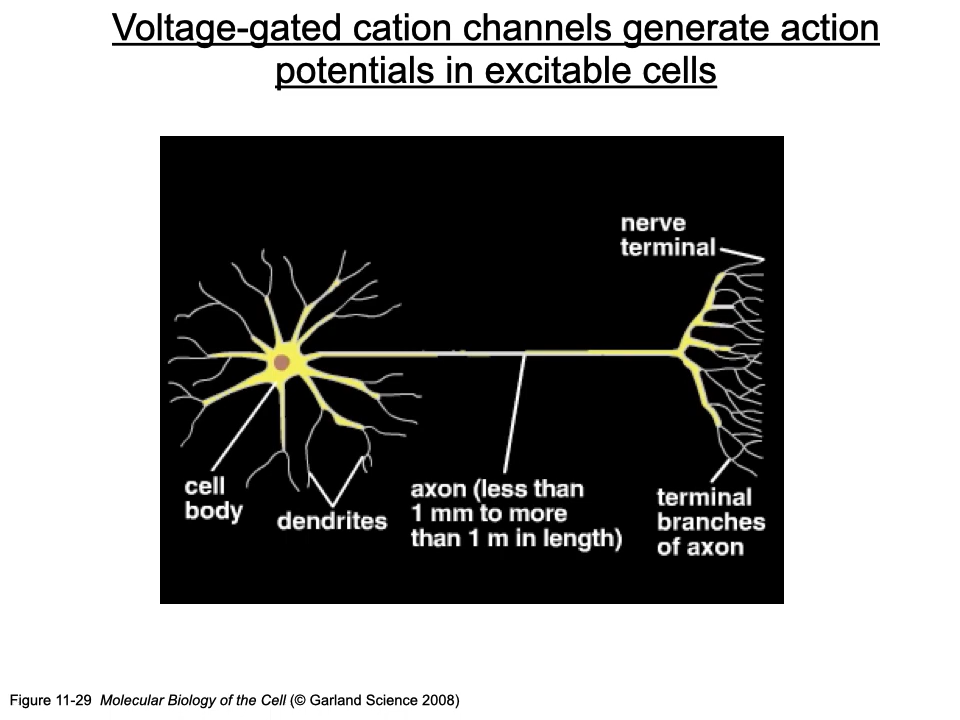 Voltage-gated cation channels generate action
potentials in excitable cells
nerve
terminal
cell
body
dendrites
axon (less than
1 mm to more
than 1 m in length)
terminal
branches
of axon
Figure 11-29  Molecular Biology of the Cell (© Garland Science 2008)